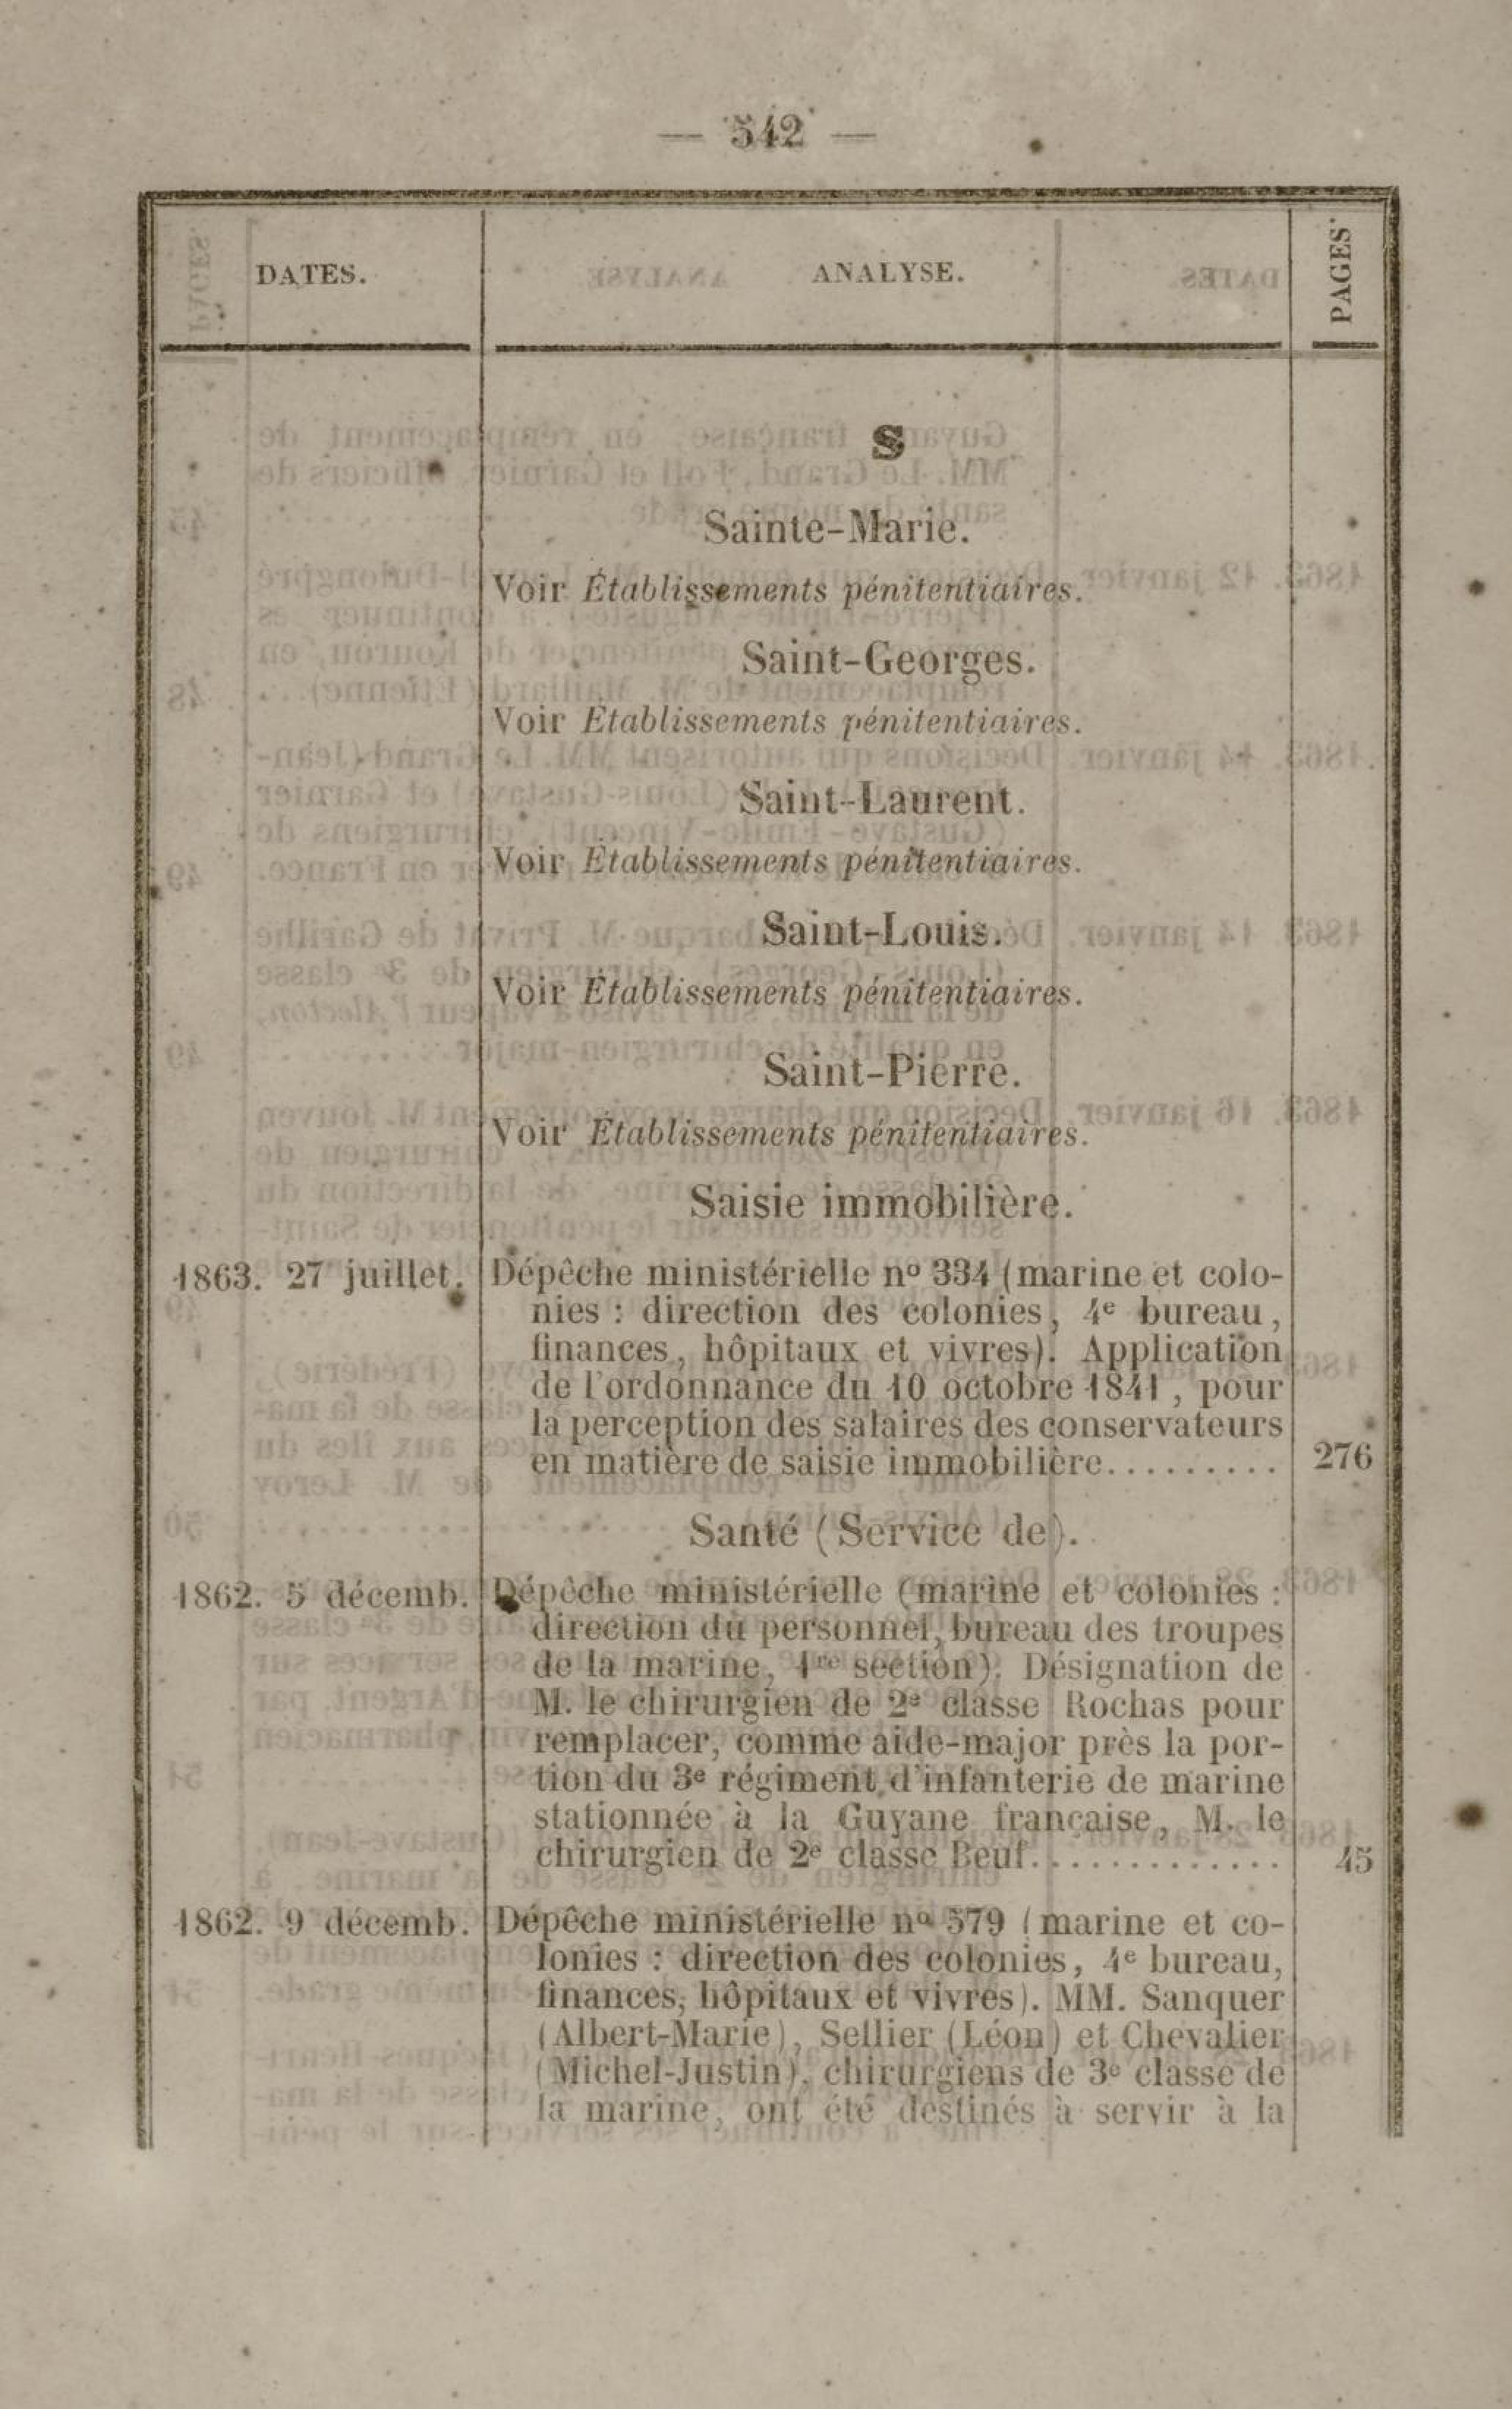 — 542 —
DATES. ANALYSE. PAGES.
S
Sainte-Marie.
Voir Établissements pénitentiaires.
Saint-Georges.
Voir Etablissements pénitentiaires.
Saint-Laurent.
Voir Etablissements pénitentiaires.
Saint-Louis.
Voir Établissements pénitentiaires.
Saint-Pierre.
Voir Établissements pénitentiaires.
Saisie immobilière.
1863. 27 juillet. Dépêche ministérielle nº 334 (marine et colo-
nies : direction des colonies, 4e bureau,
finances, hôpitaux et vivres). Application
de l'ordonnance du 10 octobre 1841, pour
la perception des salaires des conservateurs
en matière de saisie immobilière.......... 276
Santé (Service de).
1862. 5 décemb. Dépêche ministérielle (marine et colonies :
direction du personnel, bureau des troupes
de la marine, 1re section). Désignation de
M. le chirurgien de 2e classe Rochas pour
remplacer, comme aide-major près la por-
tion du 3e régiment d'infanterie de marine
stationnée à la Guyane française, M. le
chirurgien de 2e classe Beuf............. 45
1862. 9 décemb. Dépêche ministérielle nº 579 (marine et co-
lonies : direction des colonies, 4e bureau,
finances, hôpitaux et vivres). MM. Sanquer
(Albert-Marie), Sellier (Léon) et Chevalier
(Michel-Justin), chirurgiens de 3e classe de
la marine, ont été destinés à servir à la